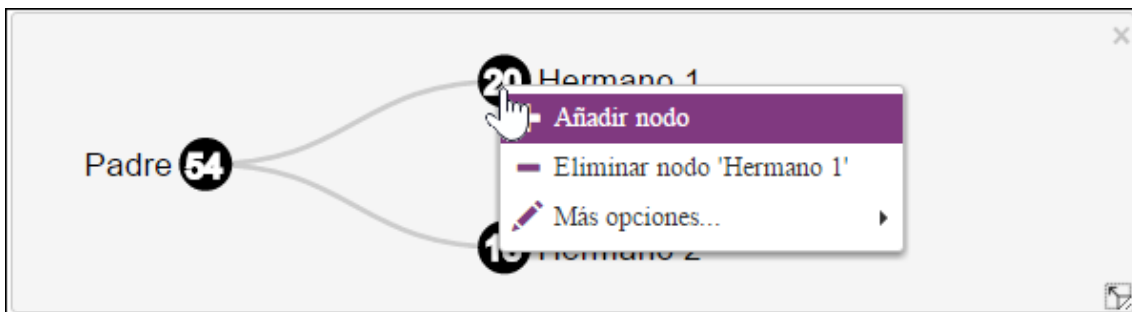 20 Hermano 1
Añadir nodo
Padre 54
Eliminar nodo 'Hermano 1'
Más opciones...
Hermano 2